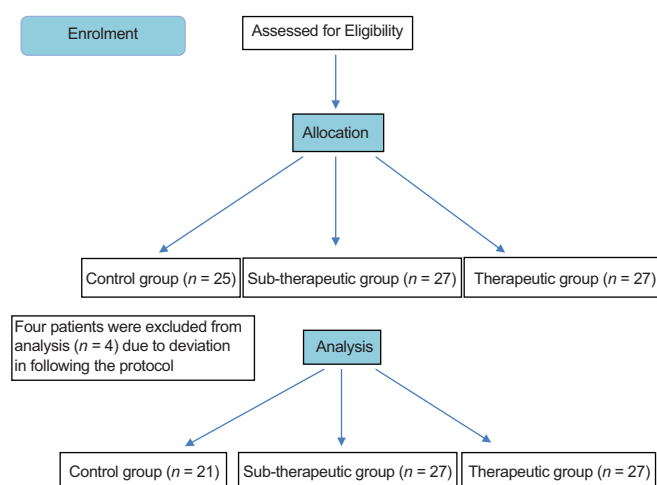 Enrolment
Assessed for Eligibility
Allocation
Control group (n = 25)
Sub-therapeutic group (n = 27)
Therapeutic group (n = 27)
Four patients were excluded from
analysis (n = 4) due to deviation
in following the protocol
Analysis
Control group (n = 21)
Sub-therapeutic group (n = 27)
Therapeutic group (n = 27)